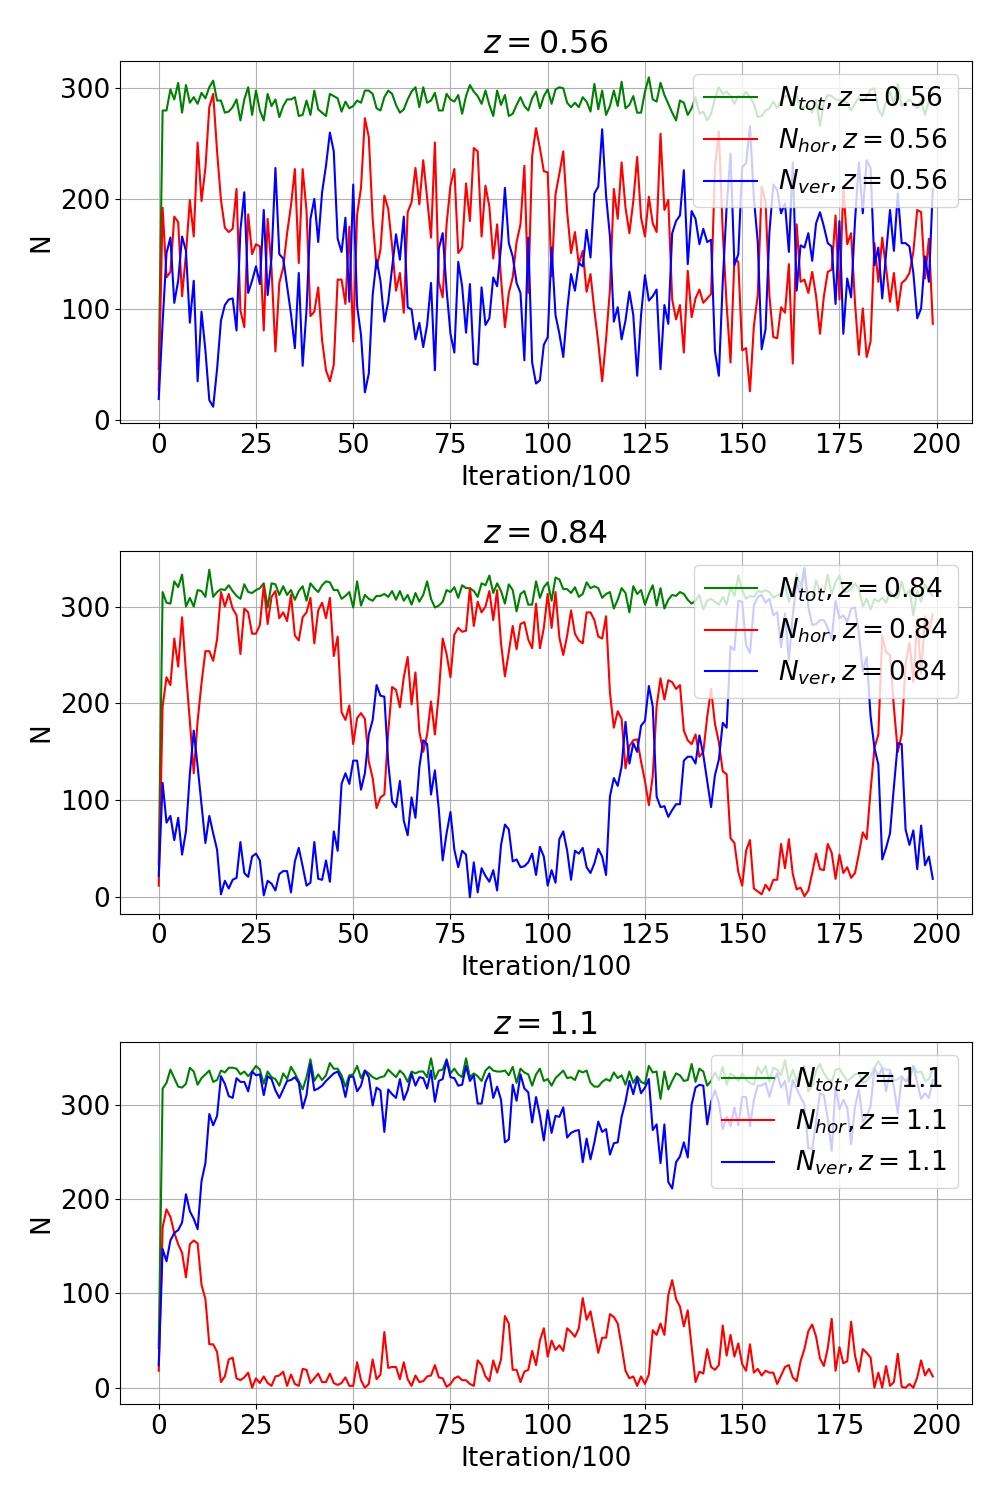 z = 0.56
N
300
200
100
0
N_tot, z = 0.56
N_hor, z = 0.56
N_ver, z = 0.56
0 25 50 75 100 125 150 175 200
Iteration/100
z = 0.84
N
300
200
100
0
N_tot, z = 0.84
N_hor, z = 0.84
N_ver, z = 0.84
0 25 50 75 100 125 150 175 200
Iteration/100
z = 1.1
N
300
200
100
0
N_tot, z = 1.1
N_hor, z = 1.1
N_ver, z = 1.1
0 25 50 75 100 125 150 175 200
Iteration/100